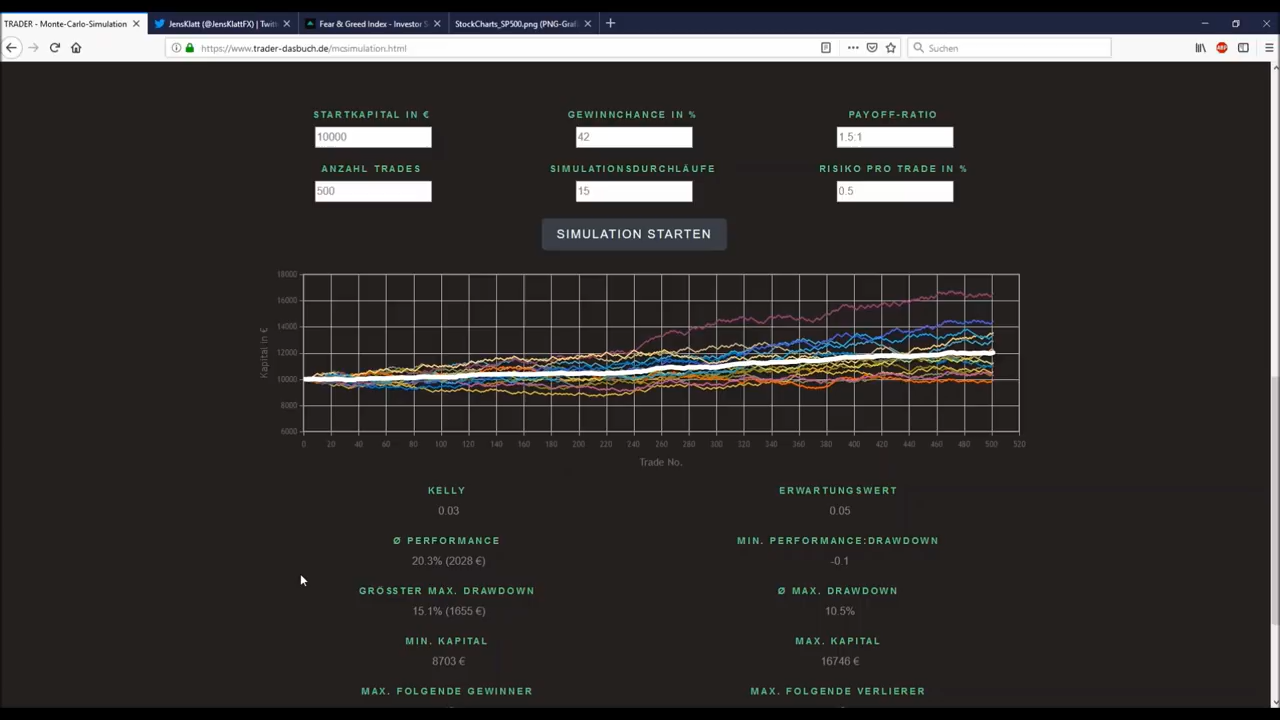 TRADER - Monte-Carlo-Simulation
JensKlatt (@JensKlattFX) | Twitt
Fear & Greed Index - Investor S
StockCharts_SP500.png (PNG-Graf
https://www.trader-dasbuch.de/mcsimulation.html
Suchen
ABP
STARTKAPITAL IN € GEWINNCHANCE IN % PAYOFF-RATIO
10000 42 1.5:1
ANZAHL TRADES SIMULATIONSDURCHLÄUFE RISIKO PRO TRADE IN %
500 15 0.5
SIMULATION STARTEN
18000
16000
14000
12000
10000
8000
6000
Kapital in €
0 20 40 60 80 100 120 140 160 180 200 220 240 260 280 300 320 340 360 380 400 420 440 460 480 500 520
Trade No.
KELLY ERWARTUNGSWERT
0.03 0.05
Ø PERFORMANCE MIN. PERFORMANCE:DRAWDOWN
20.3% (2028 €) -0.1
GRÖSSTER MAX. DRAWDOWN Ø MAX. DRAWDOWN
15.1% (1655 €) 10.5%
MIN. KAPITAL MAX. KAPITAL
8703 € 16746 €
MAX. FOLGENDE GEWINNER MAX. FOLGENDE VERLIERER